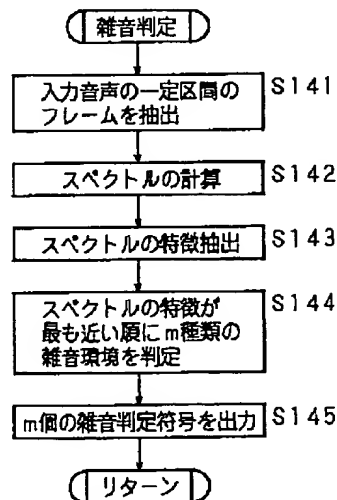 雑音判定
入力音声の一定区間の
フレームを抽出
S141
スペクトルの計算
S142
スペクトルの特徴抽出
S143
スペクトルの特徴が
最も近い順にm種類の
雑音環境を判定
S144
m個の雑音判定符号を出力
S145
リターン